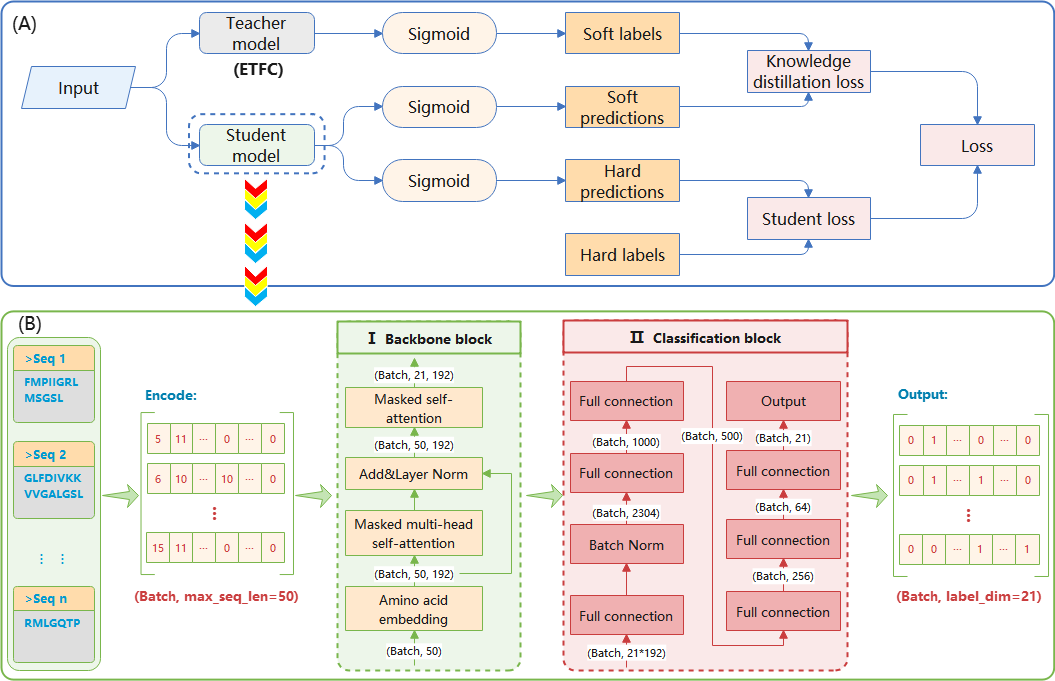 (A)
Input
Teacher
model
(ETFC)
Student
model
Sigmoid
Sigmoid
Sigmoid
Soft labels
Soft
predictions
Hard
predictions
Hard labels
Knowledge
distillation loss
Student loss
Loss
(B)
>Seq 1
FMPIIGRL
MSGSL
>Seq 2
GLFDIVKK
VVGALGSL
⋮ ⋮
>Seq n
RMLGQTP
Encode:
5 11 ... 0 ... 0
6 10 ... 10 ... 0
⋮
15 11 ... 0 ... 0
(Batch, max_seq_len=50)
Ⅰ Backbone block
(Batch, 21, 192)
Masked self-
attention
(Batch, 50, 192)
Add&Layer Norm
Masked multi-head
self-attention
(Batch, 50, 192)
Amino acid
embedding
(Batch, 50)
Ⅱ Classification block
Full connection
(Batch, 1000)
Full connection
(Batch, 2304)
Batch Norm
Full connection
(Batch, 21*192)
(Batch, 500)
Output
(Batch, 21)
Full connection
(Batch, 64)
Full connection
(Batch, 256)
Full connection
Output:
0 1 ... 0 ... 0
0 1 ... 1 ... 0
⋮
0 0 ... 1 ... 1
(Batch, label_dim=21)